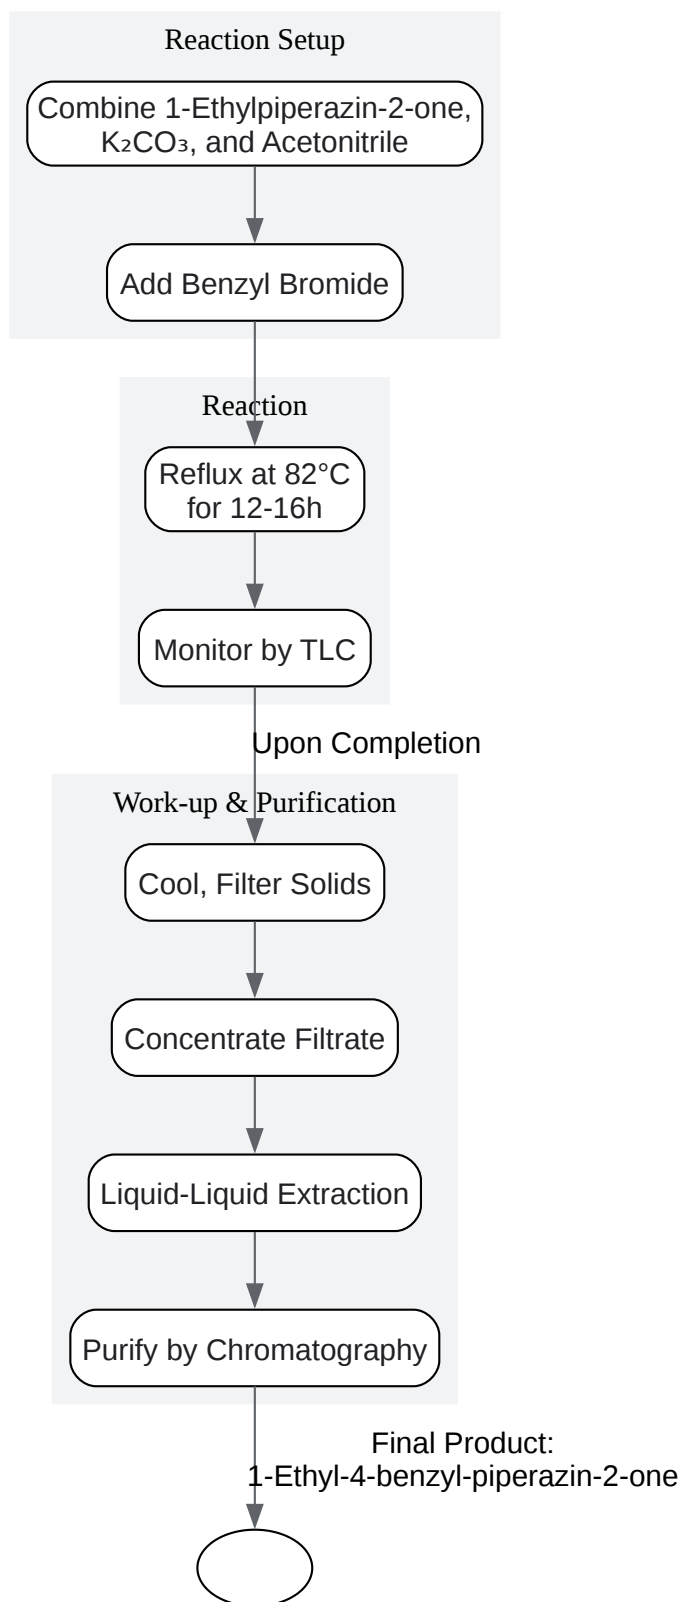 Reaction Setup
Combine 1-Ethylpiperazin-2-one,
K₂CO₃, and Acetonitrile
Add Benzyl Bromide
Reaction
Reflux at 82°C
for 12-16h
Monitor by TLC
Upon Completion
Work-up & Purification
Cool, Filter Solids
Concentrate Filtrate
Liquid-Liquid Extraction
Purify by Chromatography
Final Product:
1-Ethyl-4-benzyl-piperazin-2-one